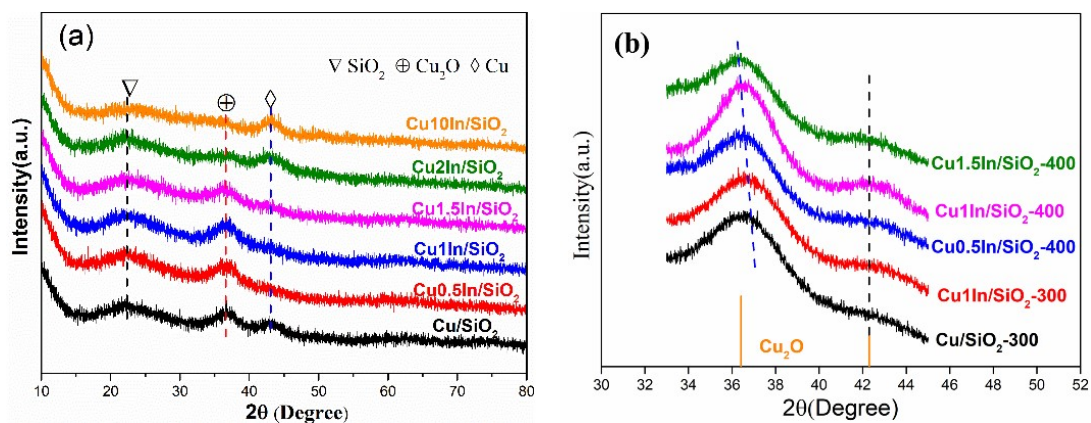 (a)
∇ SiO₂ ⊕ Cu₂O ◊ Cu
Cu10In/SiO₂
Cu2In/SiO₂
Cu1.5In/SiO₂
Cu1In/SiO₂
Cu0.5In/SiO₂
Cu/SiO₂
Intensity(a.u.)
10 20 30 40 50 60 70 80
2θ (Degree)
(b)
Cu1.5In/SiO₂-400
Cu1In/SiO₂-400
Cu0.5In/SiO₂-400
Cu1In/SiO₂-300
Cu/SiO₂-300
Cu₂O
Intensity(a.u.)
30 32 34 36 38 40 42 44 46 48 50 52
2θ(Degree)